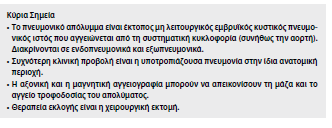 Κύρια Σημεία
• Το πνευμονικό απόλυμμα είναι έκτοπος μη λειτουργικός εμβρυϊκός κυστικός πνευμο-
νικός ιστός που αγγειώνεται από τη συστηματική κυκλοφορία (συνήθως την αορτή).
Διακρίνονται σε ενδοπνευμονικά και εξωπνευμονικά.
• Συχνότερη κλινική προβολή είναι η υποτροπιάζουσα πνευμονία στην ίδια ανατομική
περιοχή.
• Η αξονική και η μαγνητική αγγειογραφία μπορούν να απεικονίσουν τη μάζα και το
αγγείο τροφοδοσίας του απολύματος.
• Θεραπεία εκλογής είναι η χειρουργική εκτομή.